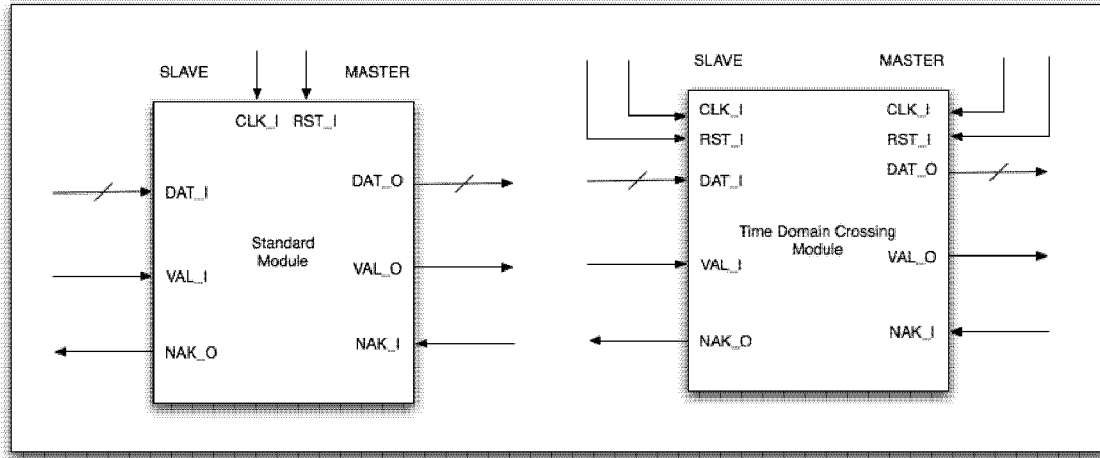 SLAVE MASTER
CLK_I RST_I
DAT_I DAT_O
Standard
Module
VAL_I VAL_O
NAK_O NAK_I
SLAVE MASTER
CLK_I CLK_I
RST_I RST_I
DAT_I DAT_O
Time Domain Crossing
Module
VAL_I VAL_O
NAK_O NAK_I